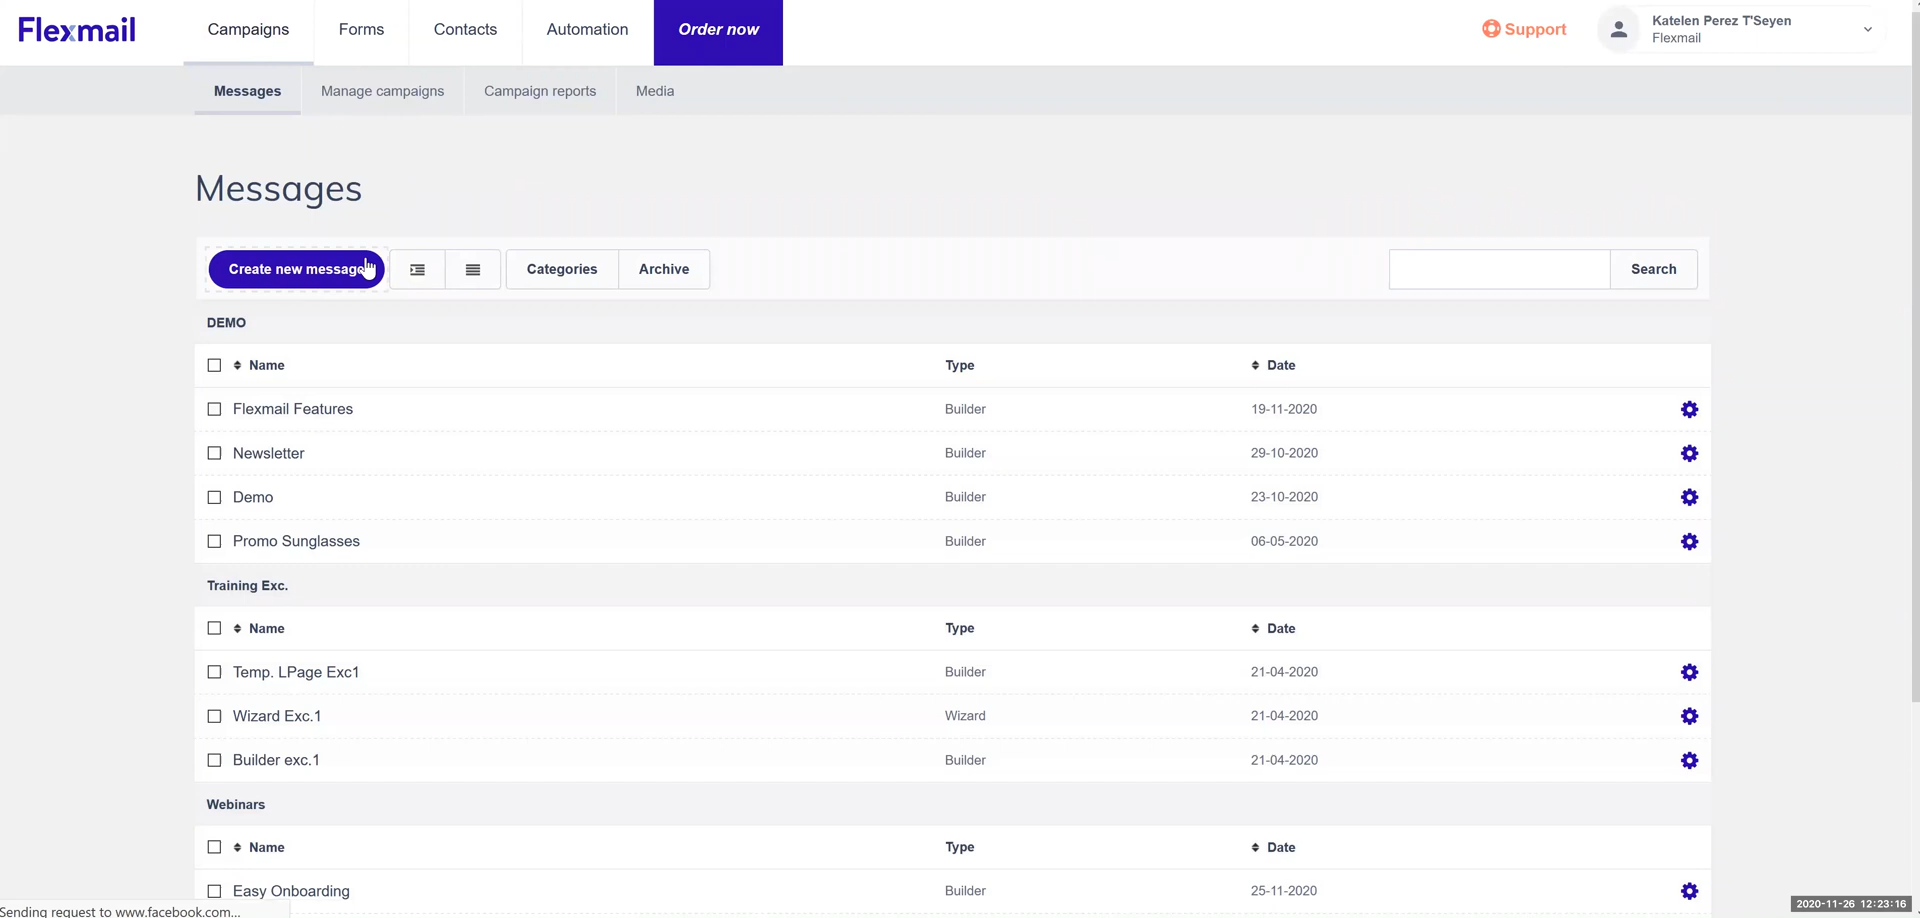 Flexmail
Campaigns Forms Contacts Automation Order now
Support
Katelen Perez T'Seyen
Flexmail
Messages Manage campaigns Campaign reports Media
Messages
Create new message Categories Archive Search
DEMO
Name Type Date
Flexmail Features Builder 19-11-2020
Newsletter Builder 29-10-2020
Demo Builder 23-10-2020
Promo Sunglasses Builder 06-05-2020
Training Exc.
Name Type Date
Temp. LPage Exc1 Builder 21-04-2020
Wizard Exc.1 Wizard 21-04-2020
Builder exc.1 Builder 21-04-2020
Webinars
Name Type Date
Easy Onboarding Builder 25-11-2020
Sending request to www.facebook.com...
2020-11-26 12:23:16